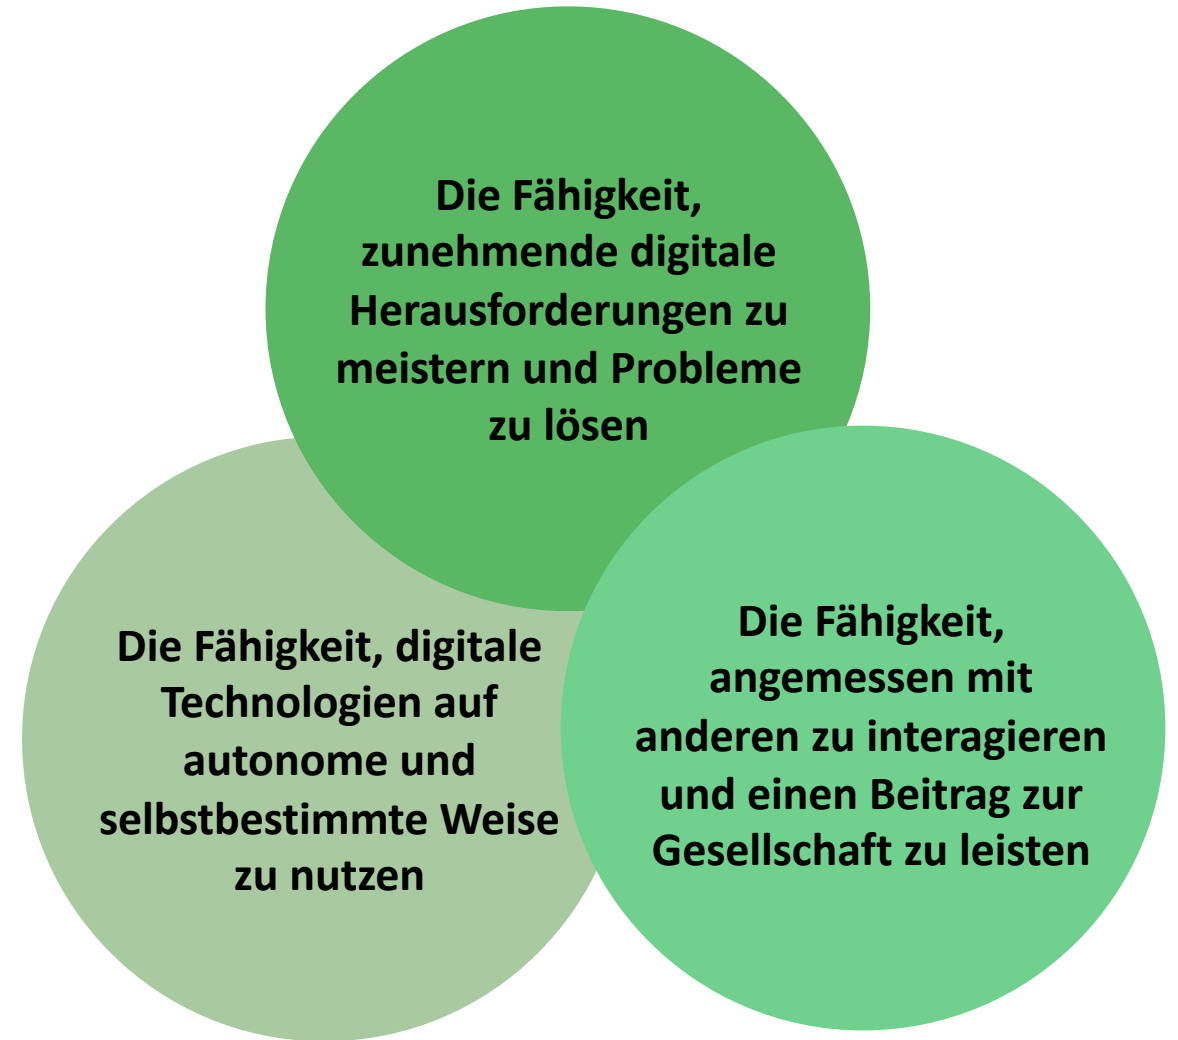 Die Fähigkeit,
zunehmende digitale
Herausforderungen zu
meistern und Probleme
zu lösen
Die Fähigkeit, digitale
Technologien auf
autonome und
selbstbestimmte Weise
zu nutzen
Die Fähigkeit,
angemessen mit
anderen zu interagieren
und einen Beitrag zur
Gesellschaft zu leisten